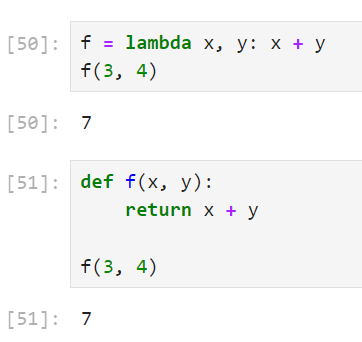 [50]: f = lambda x, y: x + y
f(3, 4)
[50]: 7
[51]: def f(x, y):
    return x + y
f(3, 4)
[51]: 7